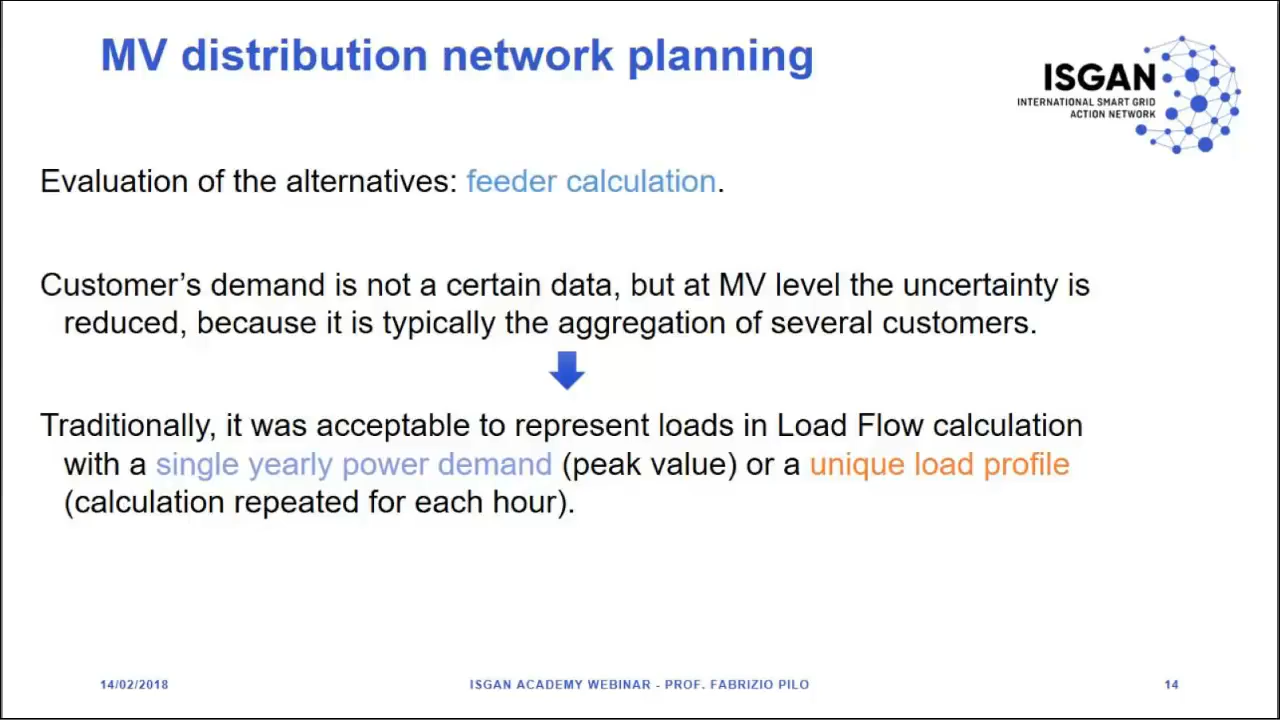 MV distribution network planning
ISGAN
INTERNATIONAL SMART GRID
ACTION NETWORK
Evaluation of the alternatives: feeder calculation.
Customer’s demand is not a certain data, but at MV level the uncertainty is
reduced, because it is typically the aggregation of several customers.
Traditionally, it was acceptable to represent loads in Load Flow calculation
with a single yearly power demand (peak value) or a unique load profile
(calculation repeated for each hour).
14/02/2018
ISGAN ACADEMY WEBINAR - PROF. FABRIZIO PILO
14